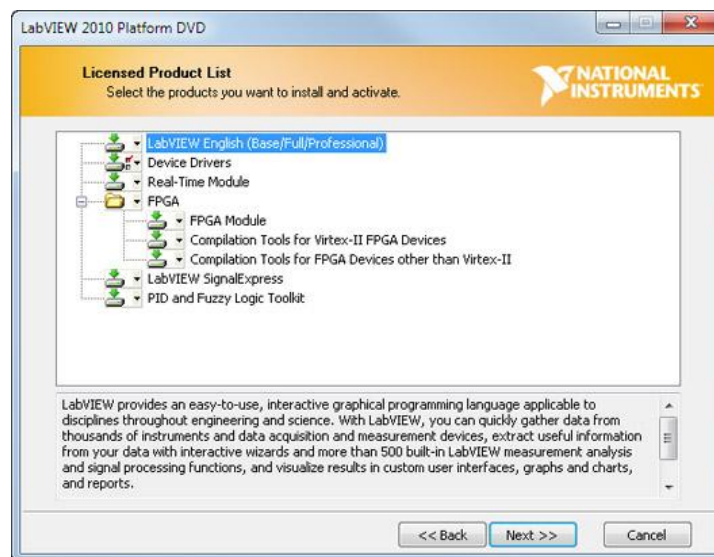 LabVIEW 2010 Platform DVD
Licensed Product List
Select the products you want to install and activate.
NATIONAL
INSTRUMENTS
LabVIEW English (Base/Full/Professional)
Device Drivers
Real-Time Module
FPGA
FPGA Module
Compilation Tools for Virtex-II FPGA Devices
Compilation Tools for FPGA Devices other than Virtex-II
LabVIEW SignalExpress
PID and Fuzzy Logic Toolkit
LabVIEW provides an easy-to-use, interactive graphical programming language applicable to
disciplines throughout engineering and science. With LabVIEW, you can quickly gather data from
thousands of instruments and data acquisition and measurement devices, extract useful information
from your data with interactive wizards and more than 500 built-in LabVIEW measurement analysis
and signal processing functions, and visualize results in custom user interfaces, graphs and charts,
and reports.
<< Back
Next >>
Cancel